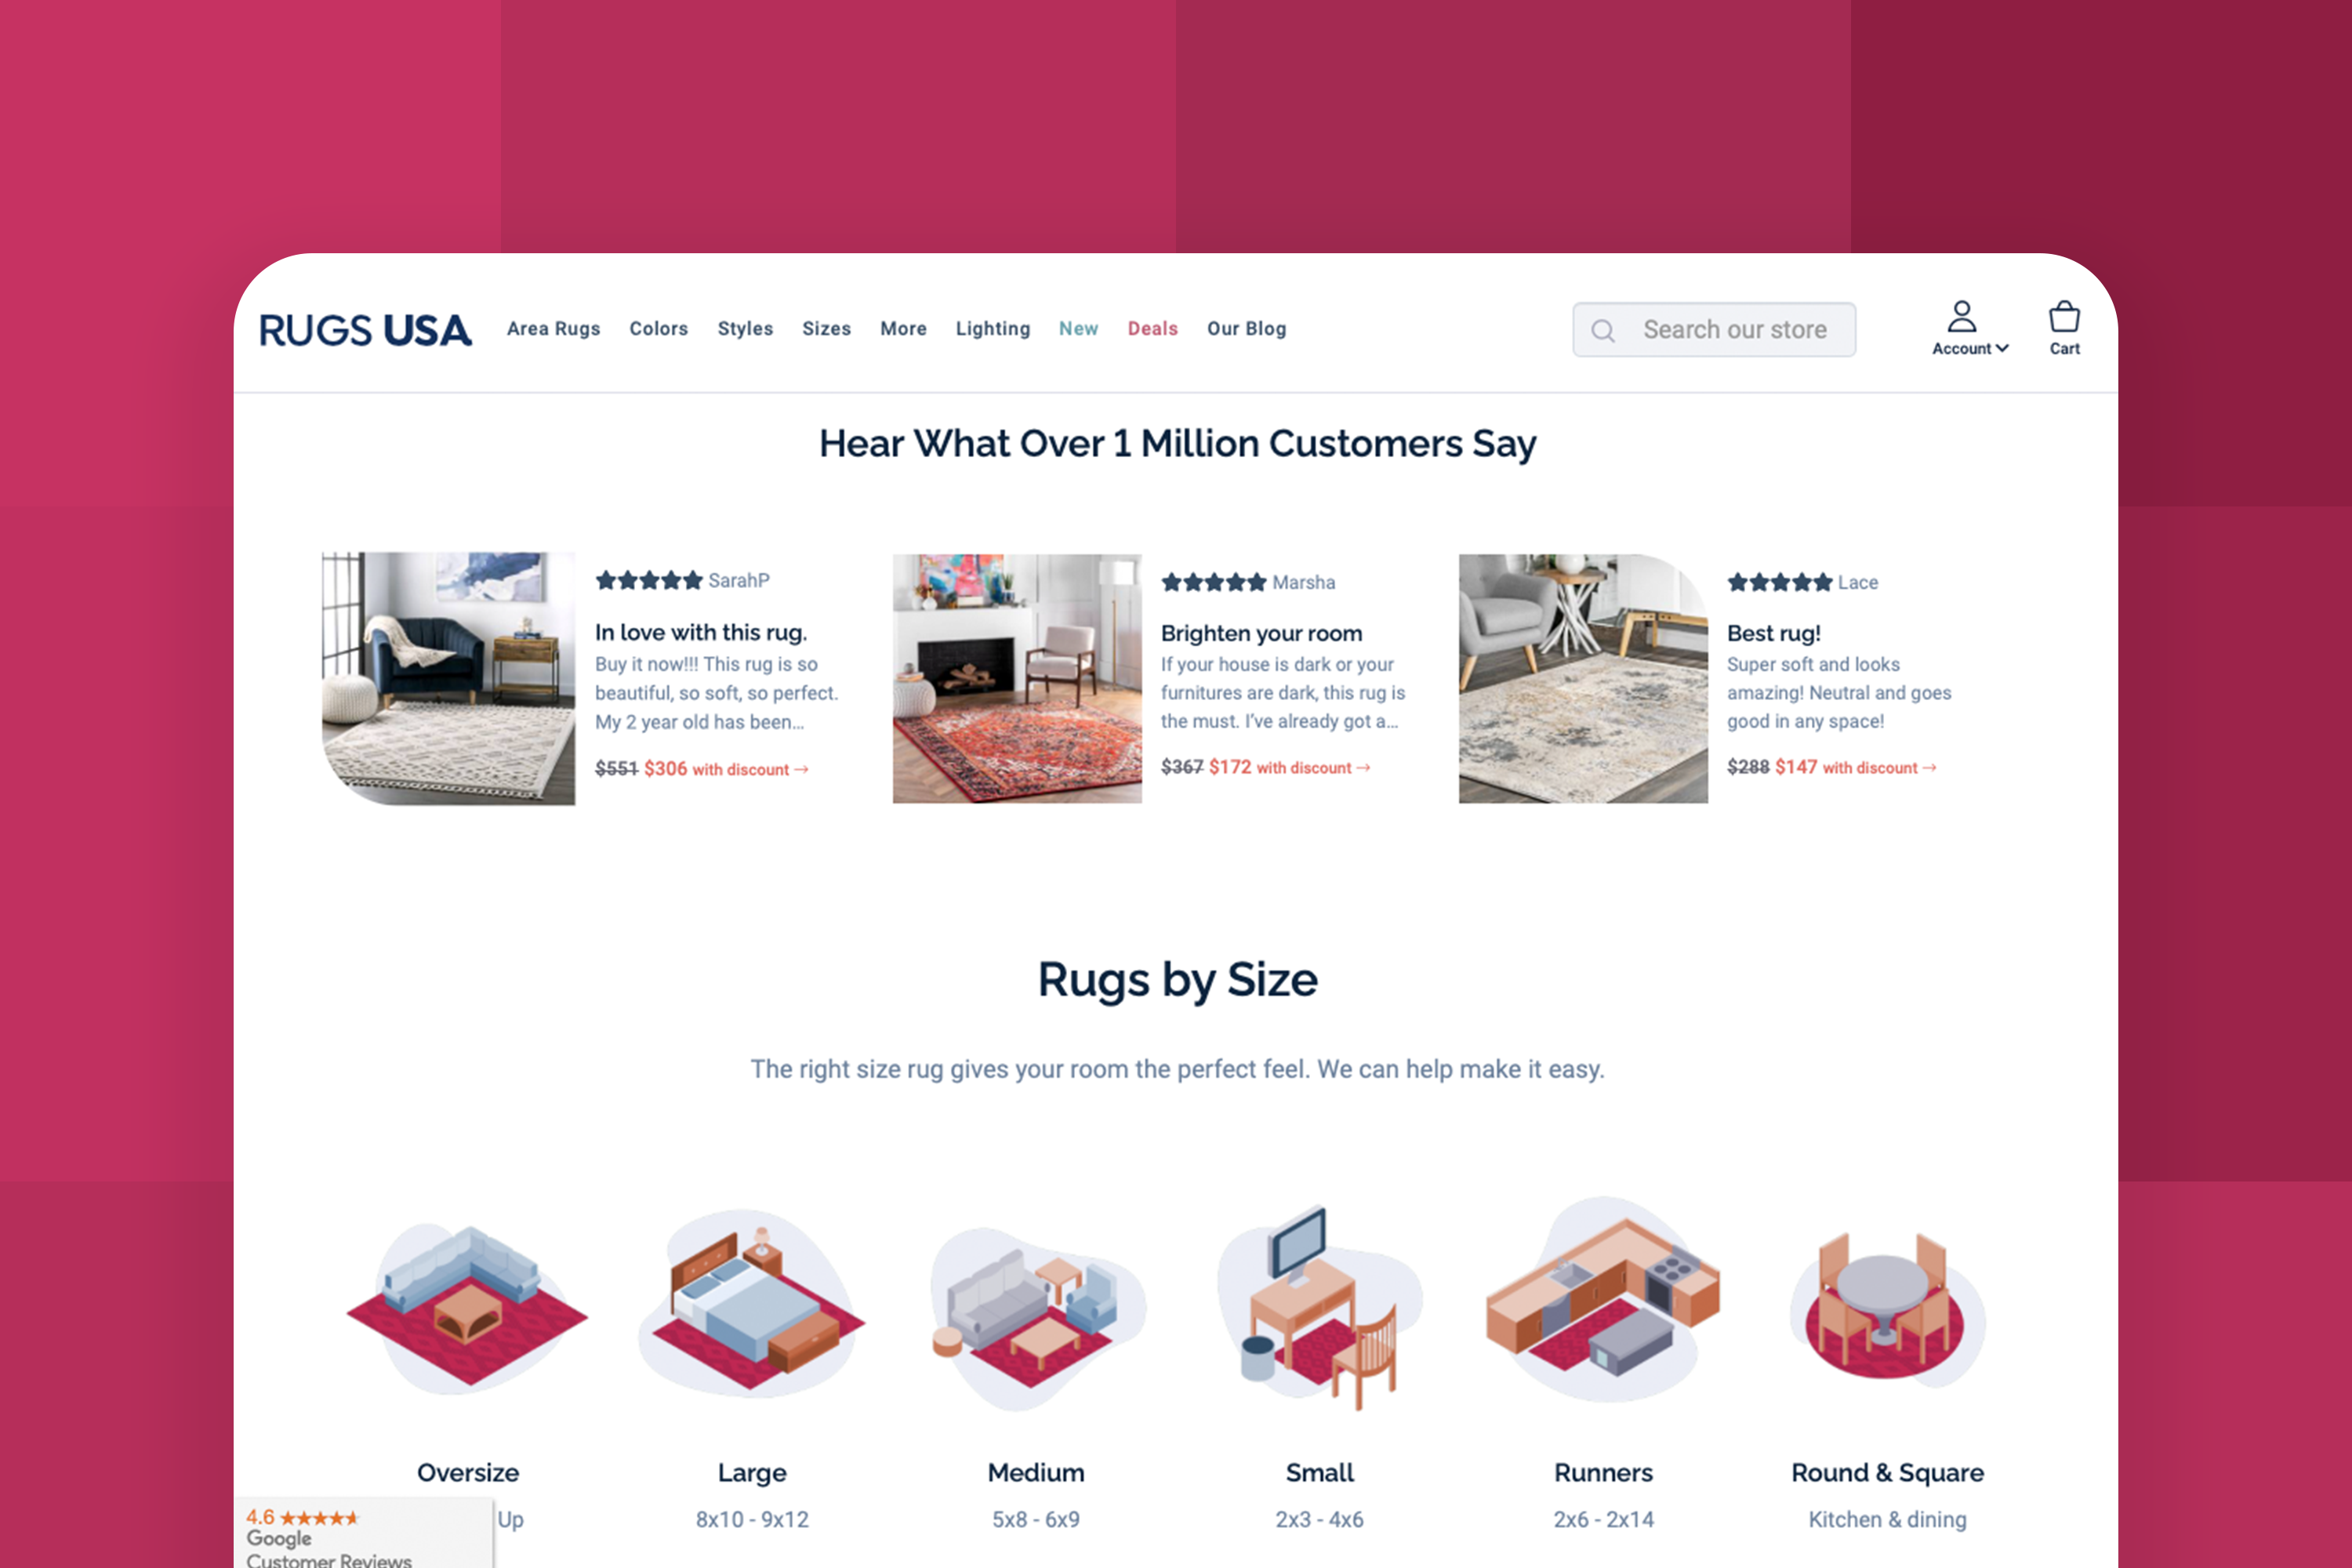 RUGS USA
Area Rugs
Colors
Styles
Sizes
More
Lighting
New
Deals
Our Blog
Search our store
Account
Cart
Hear What Over 1 Million Customers Say
SarahP
In love with this rug.
Buy it now!!! This rug is so
beautiful, so soft, so perfect.
My 2 year old has been...
$551 $306 with discount →
Marsha
Brighten your room
If your house is dark or your
furnitures are dark, this rug is
the must. I've already got a...
$367 $172 with discount →
Lace
Best rug!
Super soft and looks
amazing! Neutral and goes
good in any space!
$288 $147 with discount →
Rugs by Size
The right size rug gives your room the perfect feel. We can help make it easy.
Oversize
Up
Large
8x10 - 9x12
Medium
5x8 - 6x9
Small
2x3 - 4x6
Runners
2x6 - 2x14
Round & Square
Kitchen & dining
4.6
Google
Customer Reviews